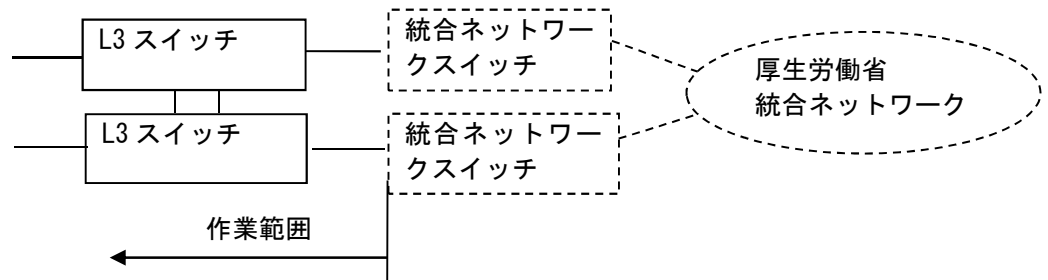 L3 スイッチ
統合ネットワー
クスイッチ
厚生労働省
統合ネットワーク
L3 スイッチ
統合ネットワー
クスイッチ
作業範囲